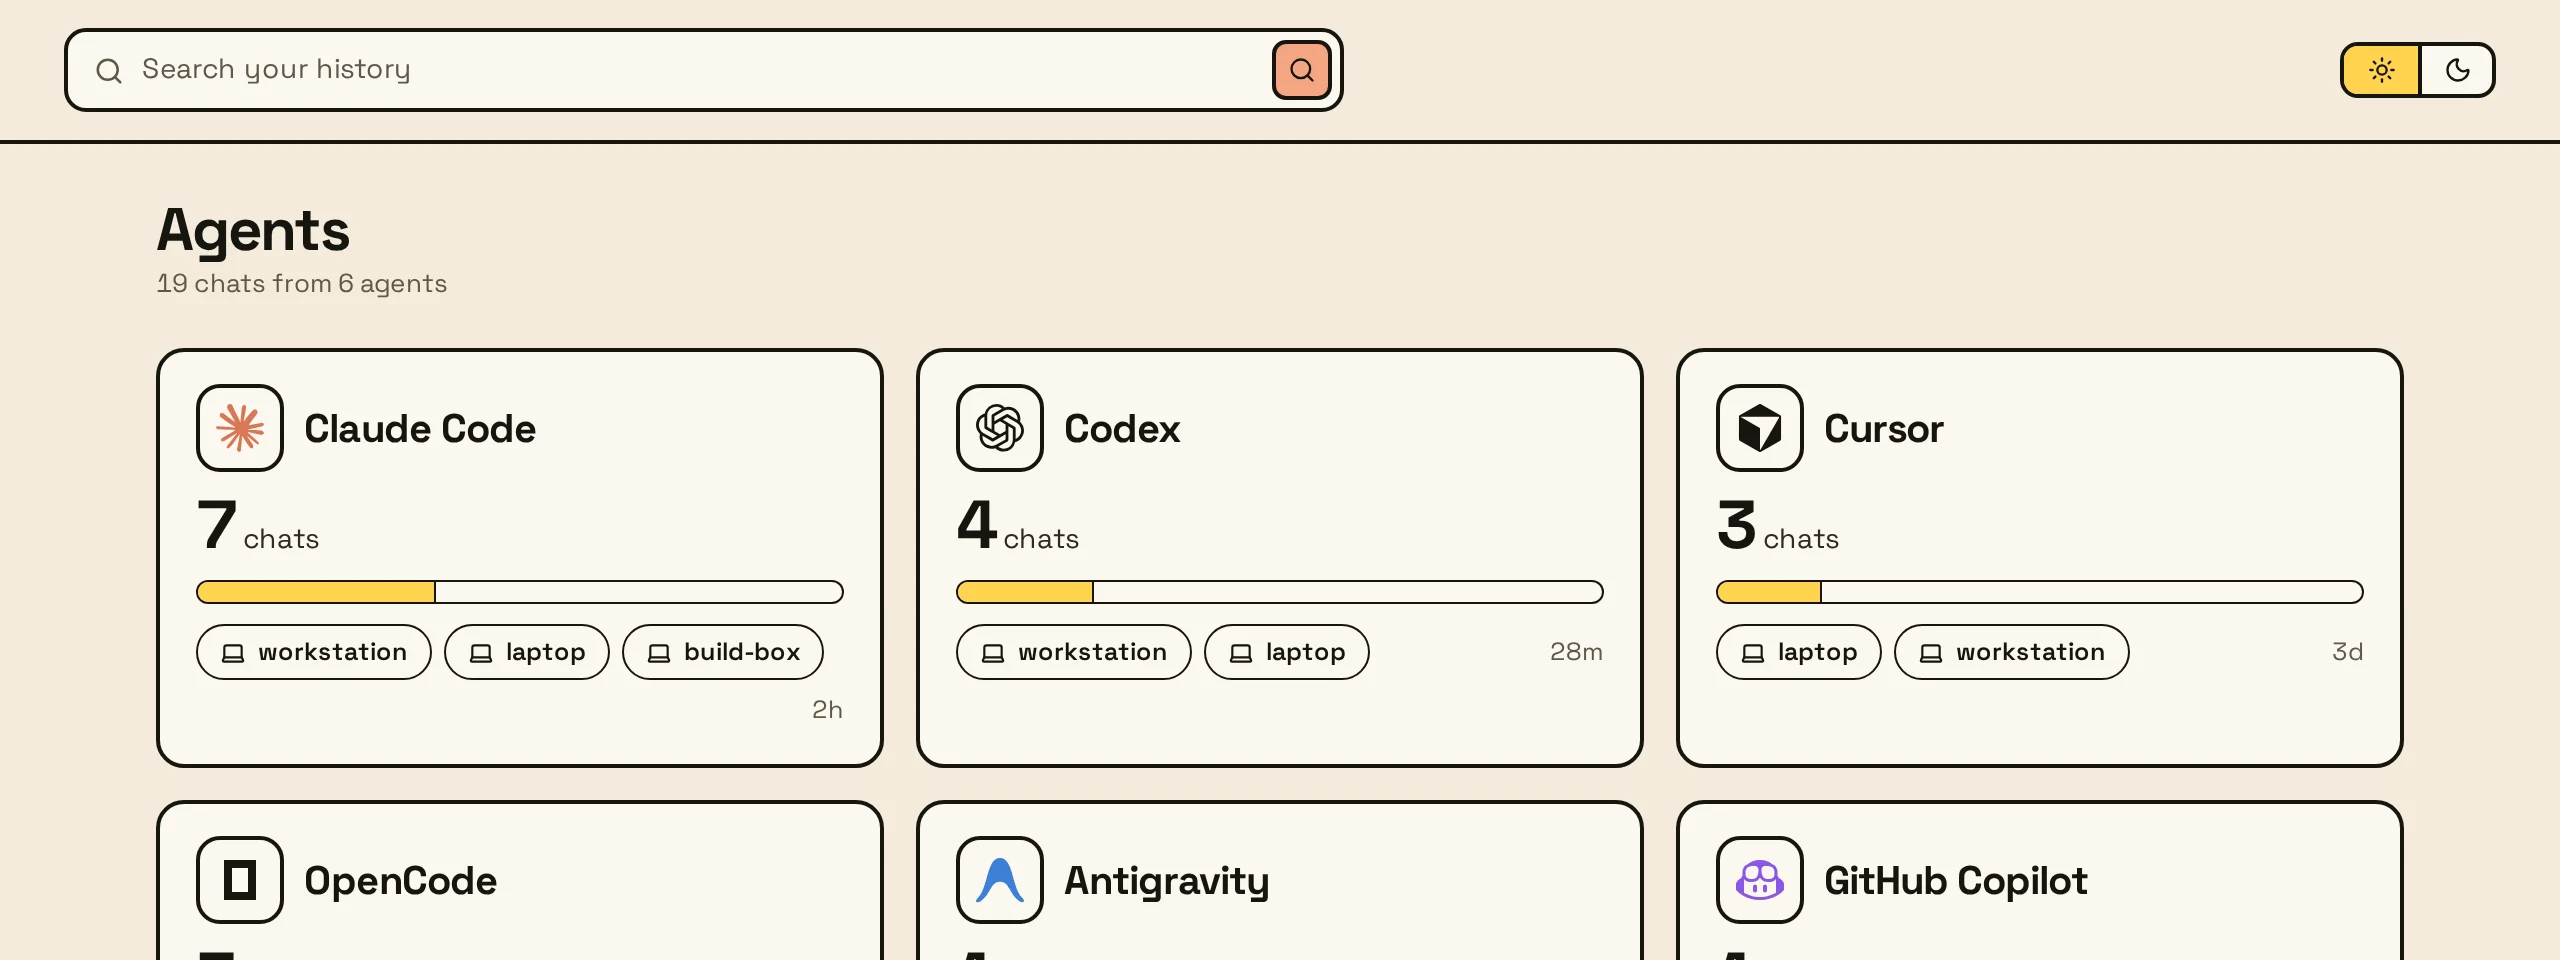 Search your history
Agents
19 chats from 6 agents
Claude Code
7 chats
workstation laptop build-box
2h
Codex
4 chats
workstation laptop 28m
Cursor
3 chats
laptop workstation 3d
OpenCode
Antigravity
GitHub Copilot